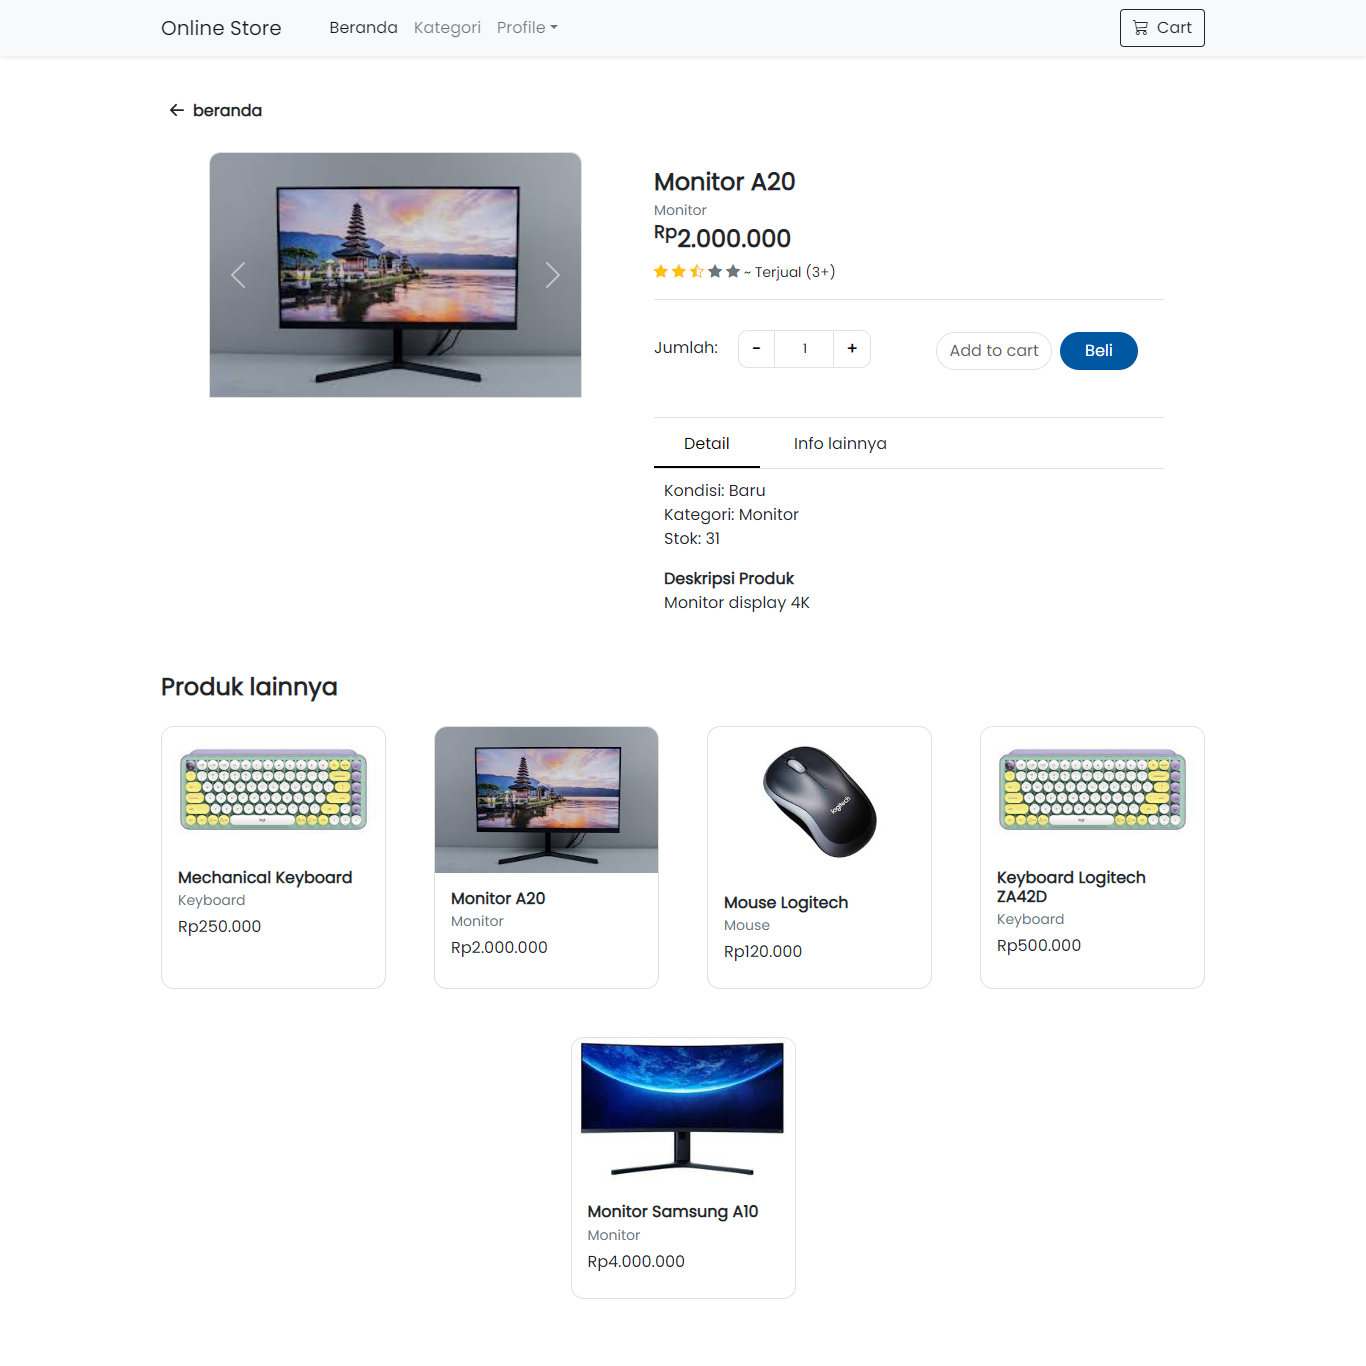 Online Store
Beranda
Kategori
Profile
Cart
beranda
Monitor A20
Monitor
Rp2.000.000
~ Terjual (3+)
Jumlah:
-
1
+
Add to cart
Beli
Detail
Info lainnya
Kondisi: Baru
Kategori: Monitor
Stok: 31
Deskripsi Produk
Monitor display 4K
Produk lainnya
logi
Mechanical Keyboard
Keyboard
Rp250.000
Monitor A20
Monitor
Rp2.000.000
logitech
Mouse Logitech
Mouse
Rp120.000
logi
Keyboard Logitech
ZA42D
Keyboard
Rp500.000
Monitor Samsung A10
Monitor
Rp4.000.000